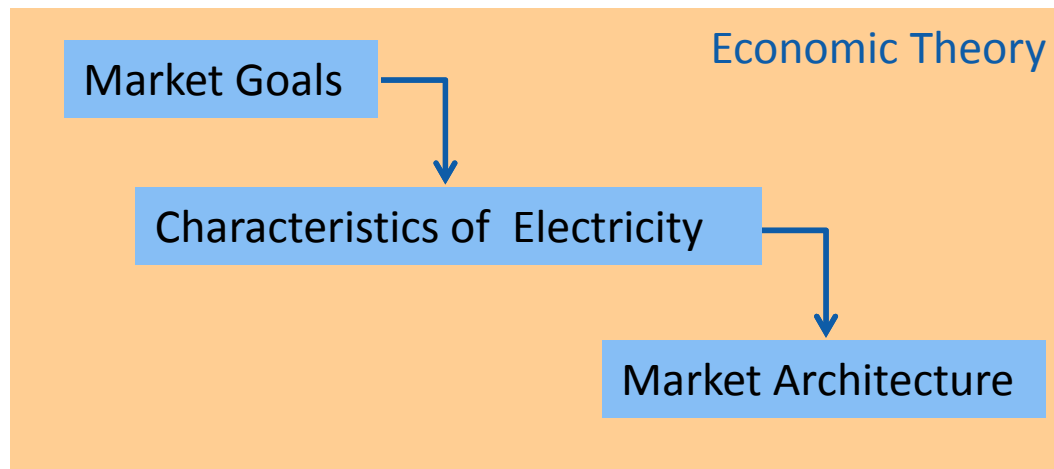 Economic Theory
Market Goals
Characteristics of  Electricity
Market Architecture